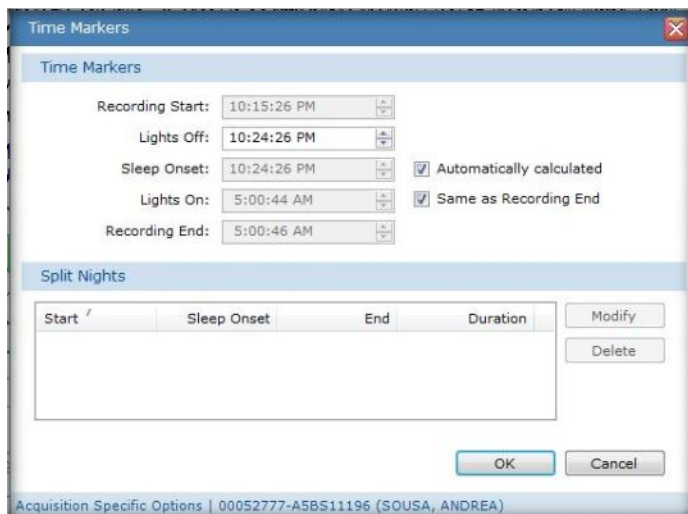 Time Markers
Time Markers
Recording Start: 10:15:26 PM
Lights Off: 10:24:26 PM
Sleep Onset: 10:24:26 PM Automatically calculated
Lights On: 5:00:44 AM Same as Recording End
Recording End: 5:00:46 AM
Split Nights
Start Sleep Onset End Duration Modify
Delete
OK Cancel
Acquisition Specific Options | 00052777-A5BS11196 (SOUSA, ANDREA)